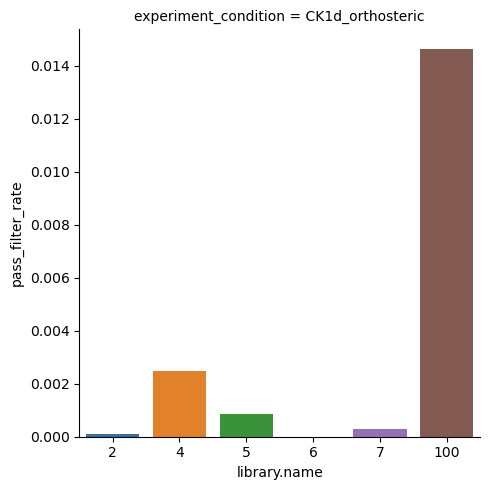 experiment_condition = CK1d_orthosteric
pass_filter_rate
0.014
0.012
0.010
0.008
0.006
0.004
0.002
0.000
2 4 5 6 7 100
library.name